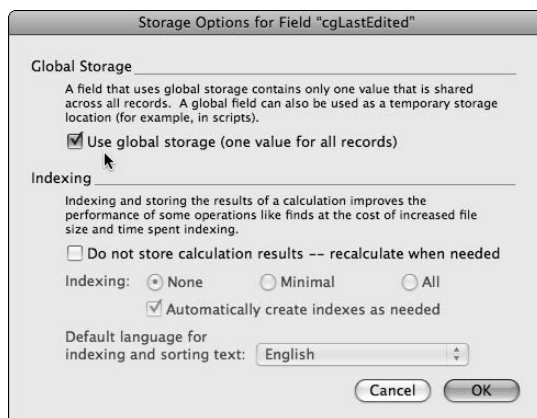 Storage Options for Field “cgLastEdited”
Global Storage
A field that uses global storage contains only one value that is shared
across all records. A global field can also be used as a temporary storage
location (for example, in scripts).
Use global storage (one value for all records)
Indexing
Indexing and storing the results of a calculation improves the
performance of some operations like finds at the cost of increased file
size and time spent indexing.
Do not store calculation results -- recalculate when needed
Indexing: None Minimal All
Automatically create indexes as needed
Default language for
indexing and sorting text: English
Cancel OK